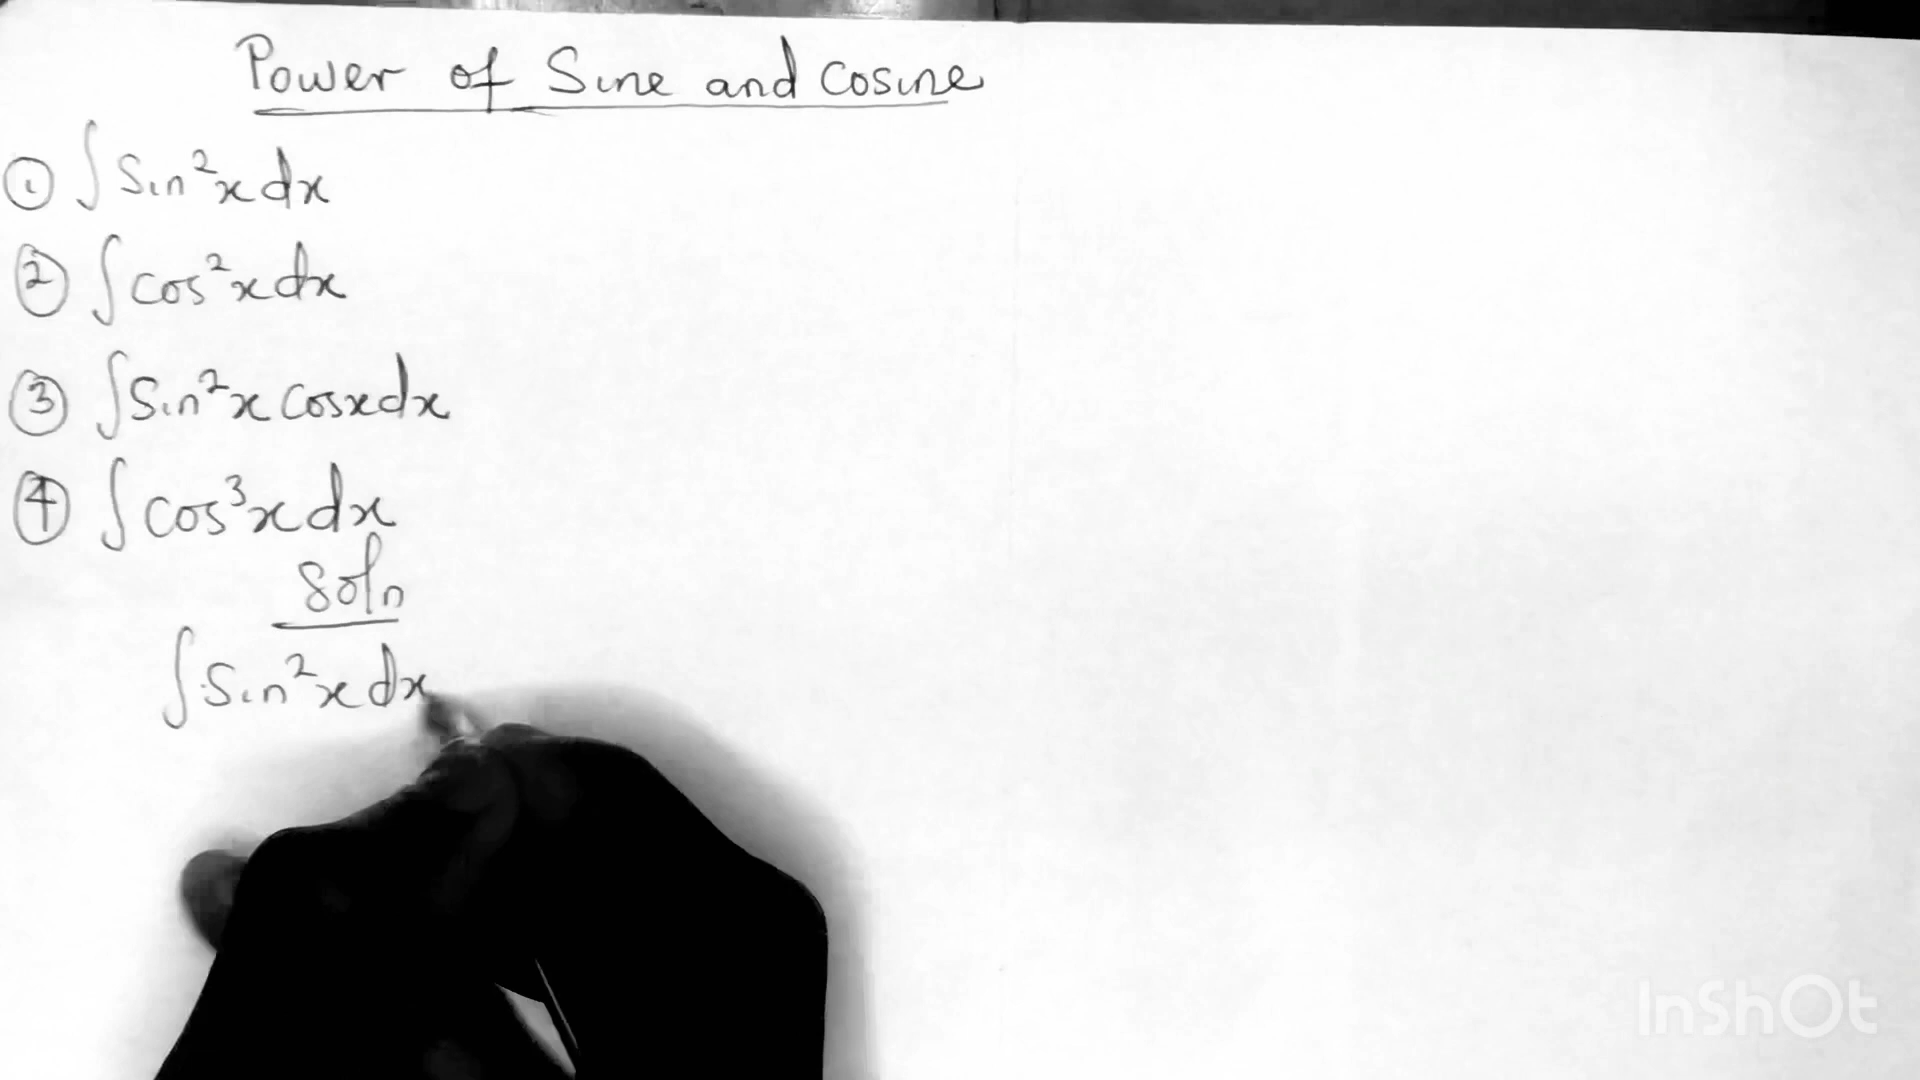 Power of Sine and cosine
① ∫ Sin²x dx
② ∫ cos²x dx
③ ∫ Sin²x cosx dx
④ ∫ cos³x dx
Soln
∫ Sin²x dx
InShOt